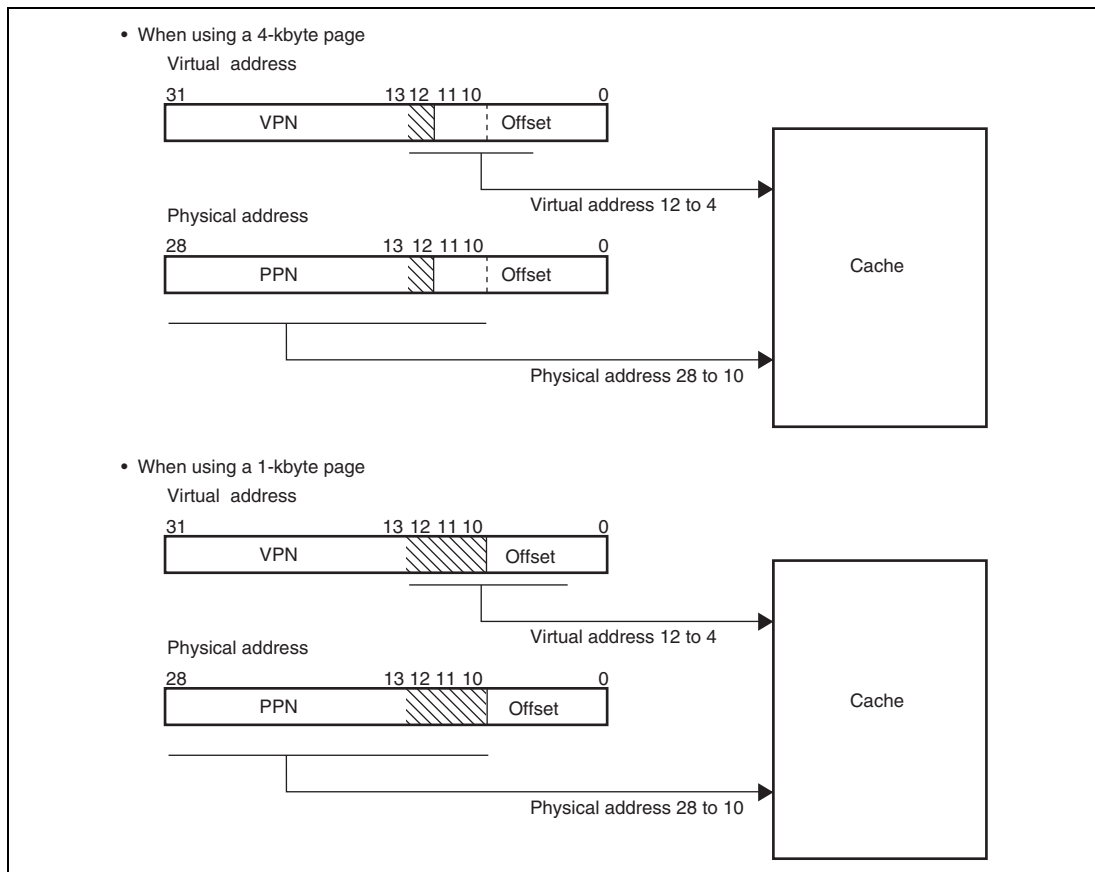 • When using a 4-kbyte page
Virtual address
31 13 12 11 10 0
VPN Offset
Virtual address 12 to 4
Physical address
28 13 12 11 10 0
PPN Offset
Cache
Physical address 28 to 10
• When using a 1-kbyte page
Virtual address
31 13 12 11 10 0
VPN Offset
Virtual address 12 to 4
Physical address
28 13 12 11 10 0
PPN Offset
Cache
Physical address 28 to 10